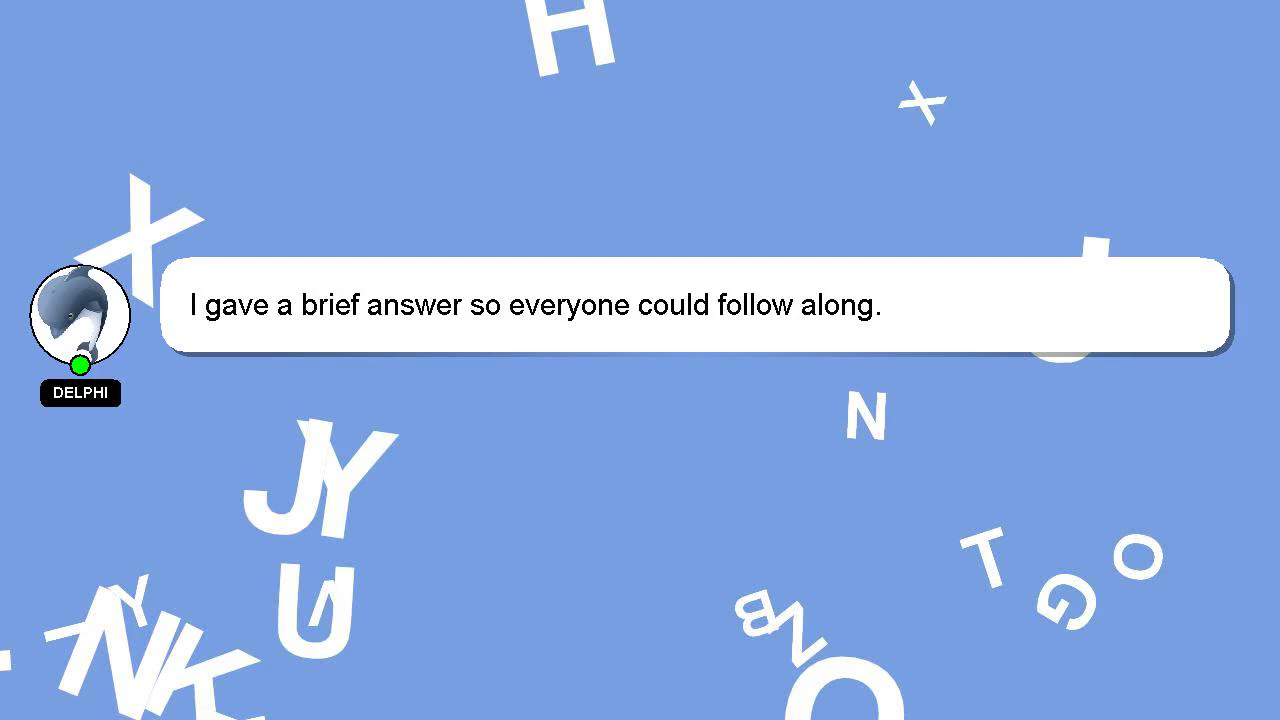 H
X
X
I gave a brief answer so everyone could follow along.
DELPHI
N
J
Y
T
O
G
U
Y
B
N
K
O